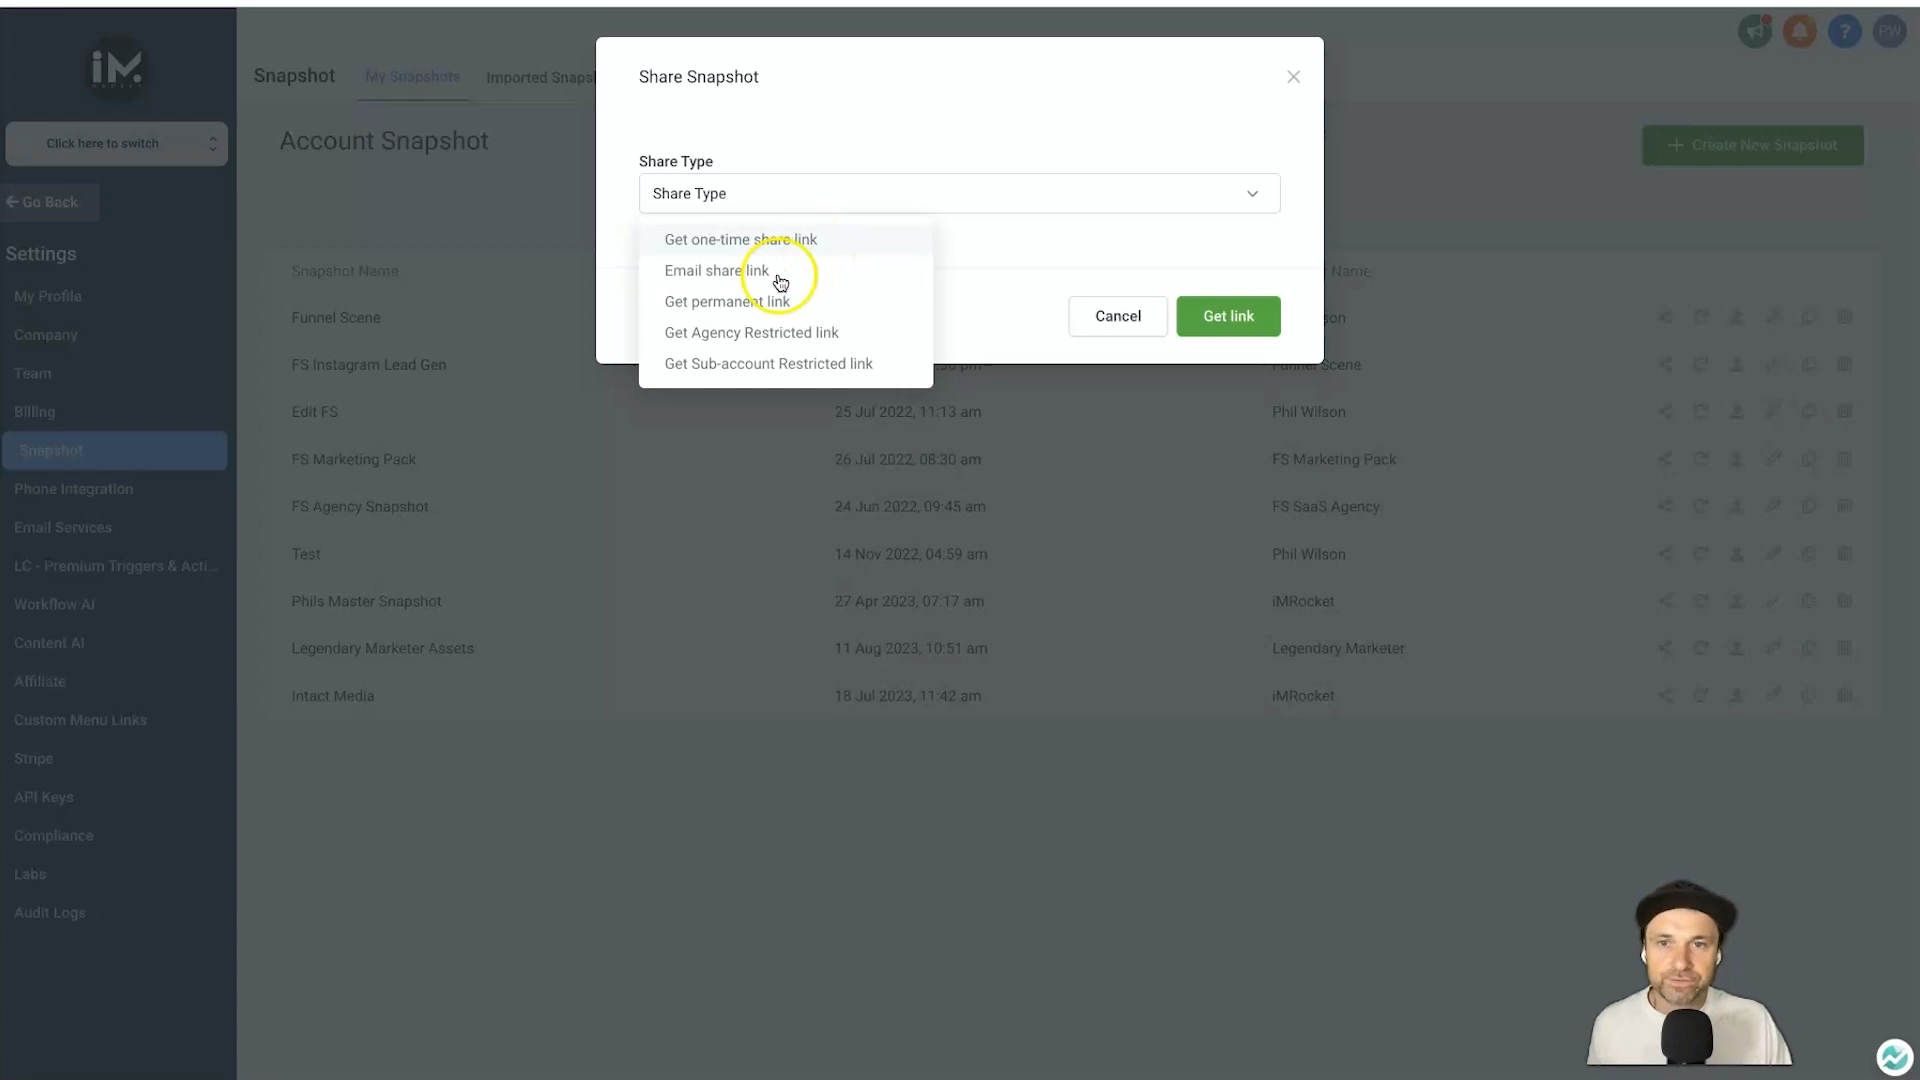 iM.
ROCKET
Click here to switch
Go Back
Settings
My Profile
Company
Team
Billing
Snapshot
Phone Integration
Email Services
LC - Premium Triggers & Acti...
Workflow AI
Content AI
Affiliate
Custom Menu Links
Stripe
API Keys
Compliance
Labs
Audit Logs
Snapshot
My Snapshots
Imported Snaps
?
PW
Account Snapshot
+ Create New Snapshot
Share Snapshot
Share Type
Share Type
Get one-time share link
Email share link
Get permanent link
Get Agency Restricted link
Get Sub-account Restricted link
Cancel
Get link
Snapshot Name
Name
Funnel Scene
FS Instagram Lead Gen
pm
Scene
Edit FS
25 Jul 2022, 11:13 am
Phil Wilson
FS Marketing Pack
26 Jul 2022, 08:30 am
FS Marketing Pack
FS Agency Snapshot
24 Jun 2022, 09:45 am
FS SaaS Agency
Test
14 Nov 2022, 04:59 am
Phil Wilson
Phils Master Snapshot
27 Apr 2023, 07:17 am
iMRocket
Legendary Marketer Assets
11 Aug 2023, 10:51 am
Legendary Marketer
Intact Media
18 Jul 2023, 11:42 am
iMRocket